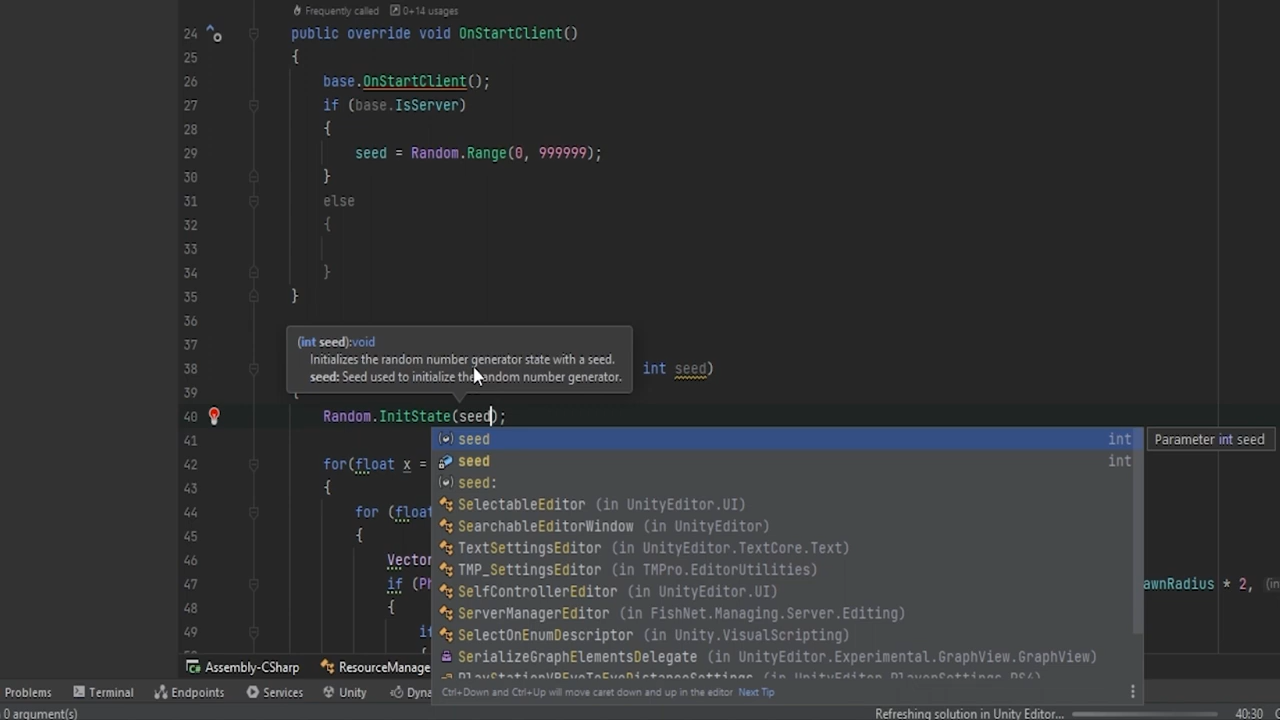 Frequently called 0+14 usages
24 public override void OnStartClient()
25 {
26 base.OnStartClient();
27 if (base.IsServer)
28 {
29 seed = Random.Range(0, 999999);
30 }
31 else
32 {
33
34 }
35 }
36
37
(int seed):void
Initializes the random number generator state with a seed.
seed: Seed used to initialize the random number generator.
38 int seed)
39 {
40 Random.InitState(seed);
41
seed int
Parameter int seed
seed int
42 for(float x =
43 {
seed:
44 for (float
SelectableEditor (in UnityEditor.UI)
SearchableEditorWindow (in UnityEditor)
45 {
TextSettingsEditor (in UnityEditor.TextCore.Text)
46 Vector
TMP_SettingsEditor (in TMPro.EditorUtilities)
47 if (Ph awnRadius * 2, (in
SelfControllerEditor (in UnityEditor.UI)
48 {
ServerManagerEditor (in FishNet.Managing.Server.Editing)
49 if
SelectOnEnumDescriptor (in Unity.VisualScripting)
SerializeGraphElementsDelegate (in UnityEditor.Experimental.GraphView.GraphView)
Assembly-CSharp ResourceManage
Problems Terminal Endpoints Services Unity Dyna
Ctrl+Down and Ctrl+Up will move caret down and up in the editor Next Tip
0 argument(s) Refreshing solution in Unity Editor... 40:30